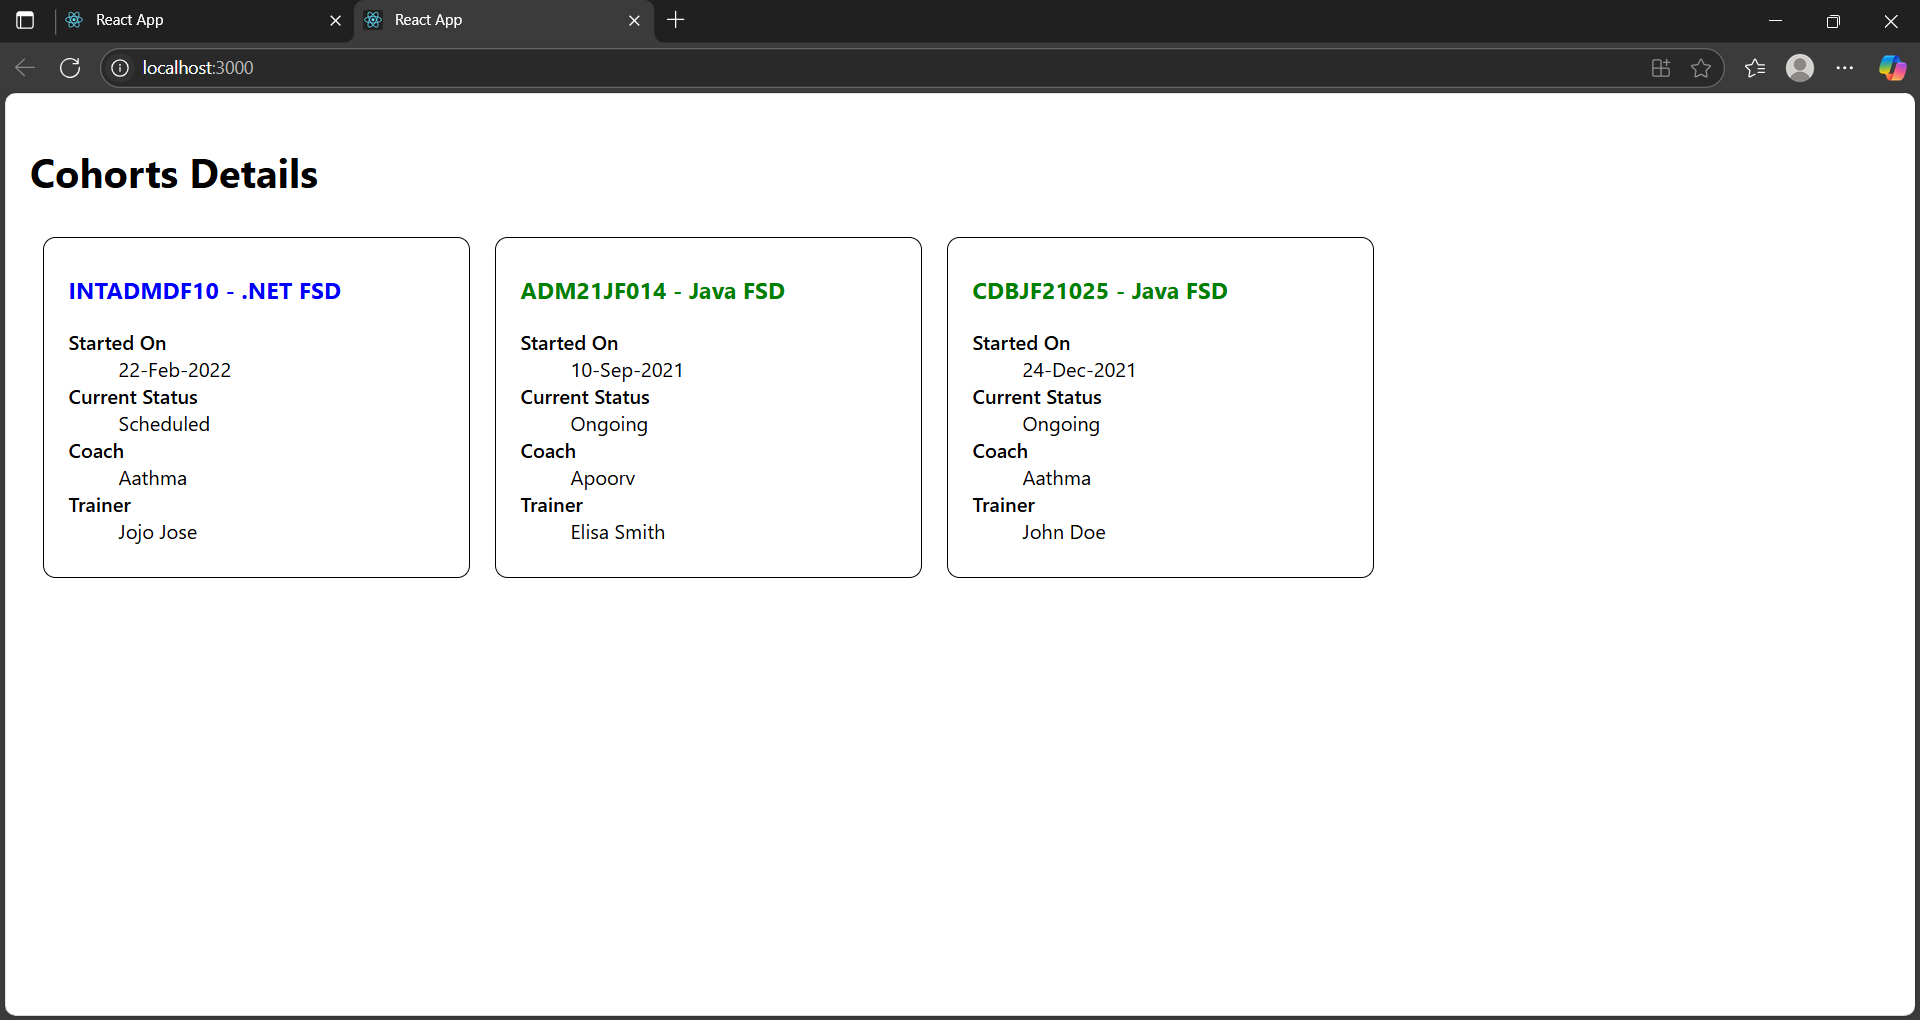 React App
React App
localhost:3000
Cohorts Details
INTADMDF10 - .NET FSD
Started On
22-Feb-2022
Current Status
Scheduled
Coach
Aathma
Trainer
Jojo Jose
ADM21JF014 - Java FSD
Started On
10-Sep-2021
Current Status
Ongoing
Coach
Apoorv
Trainer
Elisa Smith
CDBJF21025 - Java FSD
Started On
24-Dec-2021
Current Status
Ongoing
Coach
Aathma
Trainer
John Doe